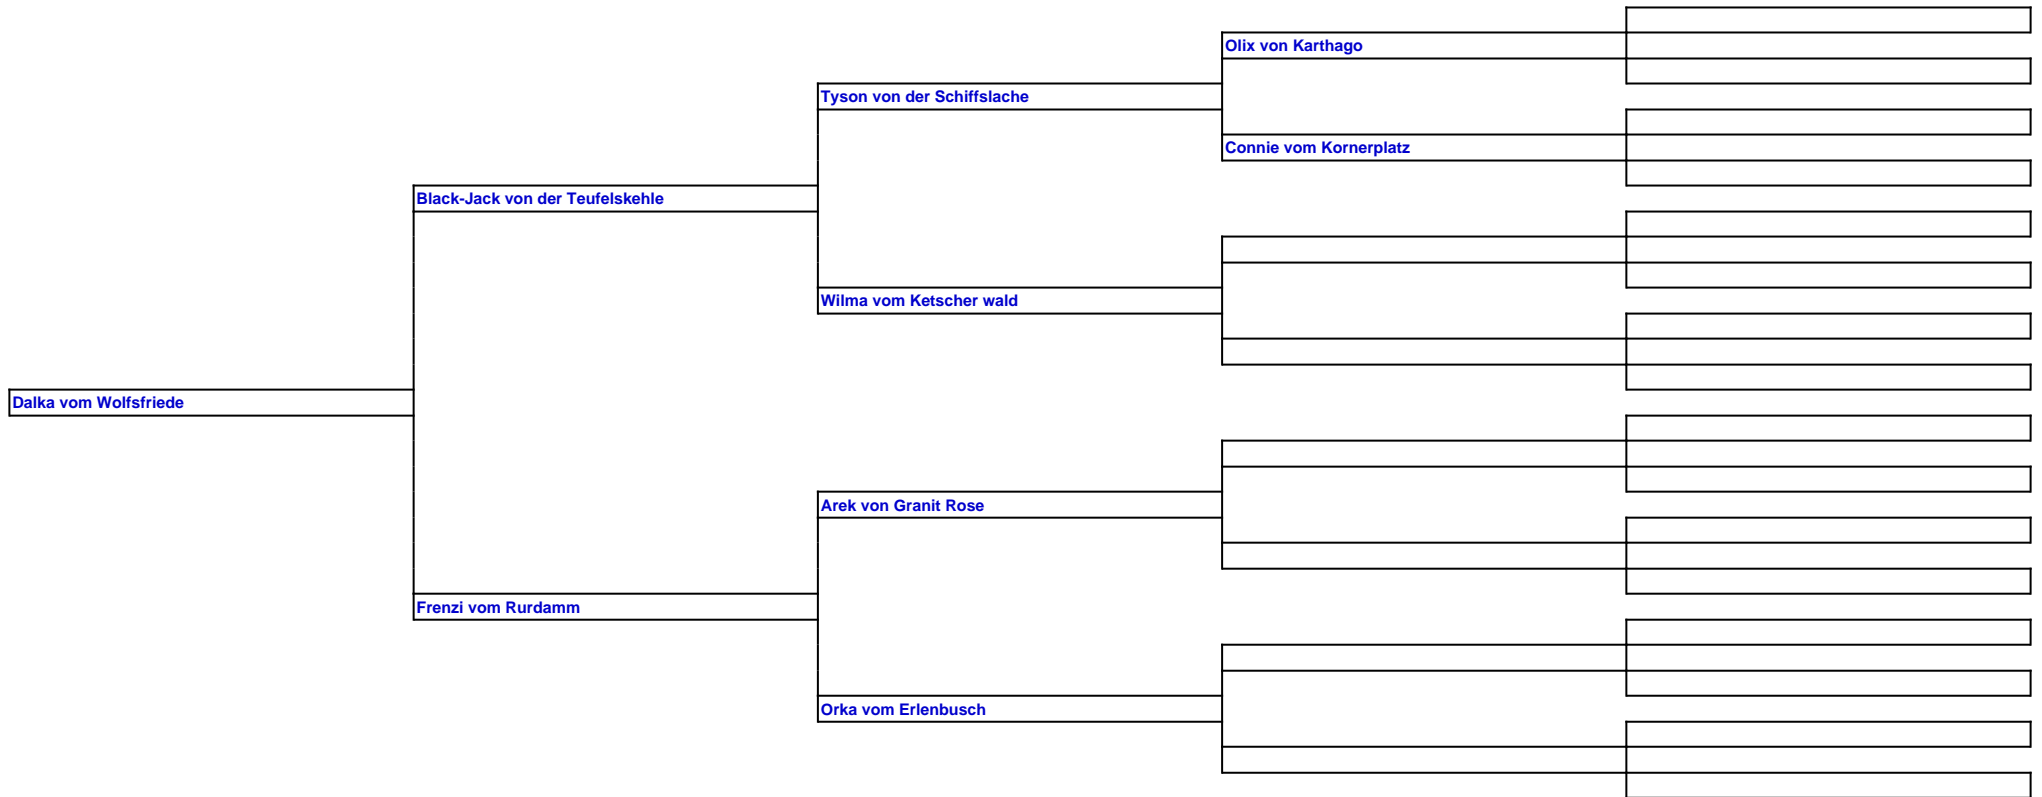 Olix von Karthago
Tyson von der Schiffslache
Connie vom Kornerplatz
Black-Jack von der Teufelskehle
Wilma vom Ketscher wald
Dalka vom Wolfsfriede
Arek von Granit Rose
Frenzi vom Rurdamm
Orka vom Erlenbusch